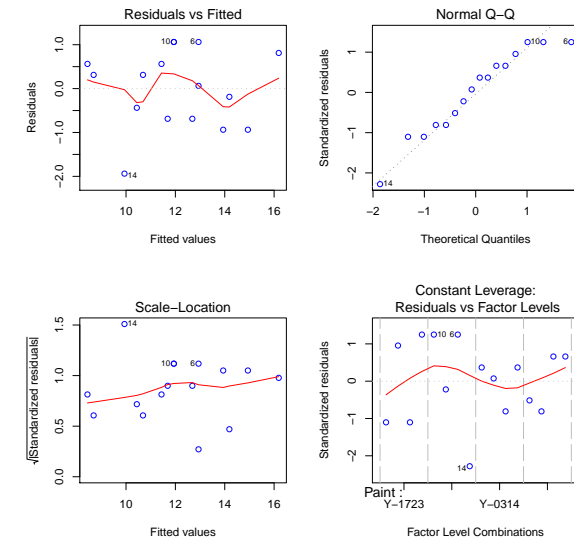 Residuals vs Fitted
Residuals
1.0
0.0
−1.0
−2.0
10
6
14
10
12
14
16
Fitted values
Normal Q−Q
Standardized residuals
1
0
−1
−2
10
6
14
−2
−1
0
1
Theoretical Quantiles
Scale−Location
√|Standardized residuals|
1.5
1.0
0.5
0.0
14
10
6
10
12
14
16
Fitted values
Constant Leverage:
Residuals vs Factor Levels
Standardized residuals
1
0
−1
−2
10
6
14
Paint :
Y−1723
Y−0314
Factor Level Combinations